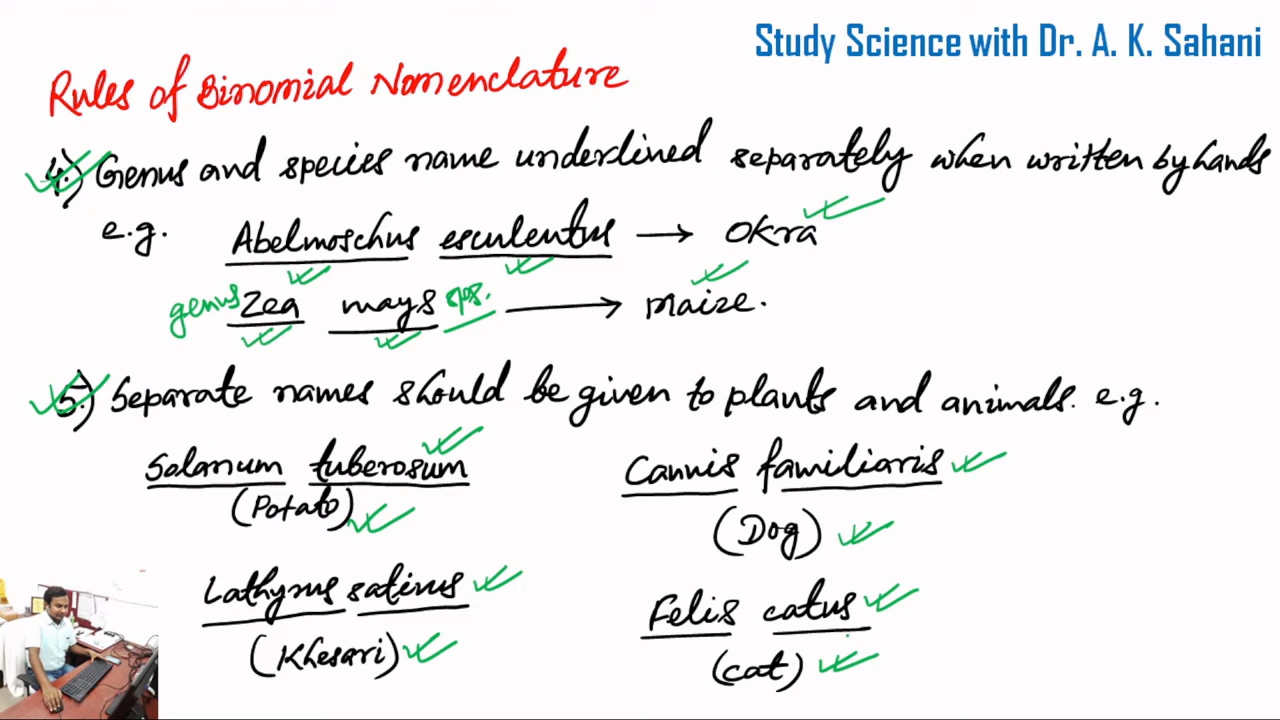 Study Science with Dr. A. K. Sahani
Rules of Binomial Nomenclature
4.) Genus and species name underlined separately when written by hands
e.g. Abelmoschus esculentus → Okra
genus Zea mays sps. → Maize.
5.) Separate names should be given to plants and animals. e.g.
Solanum tuberosum Cannis familiaris
(Potato) (Dog)
Lathyrus sativus Felis catus
(Khesari) (cat)